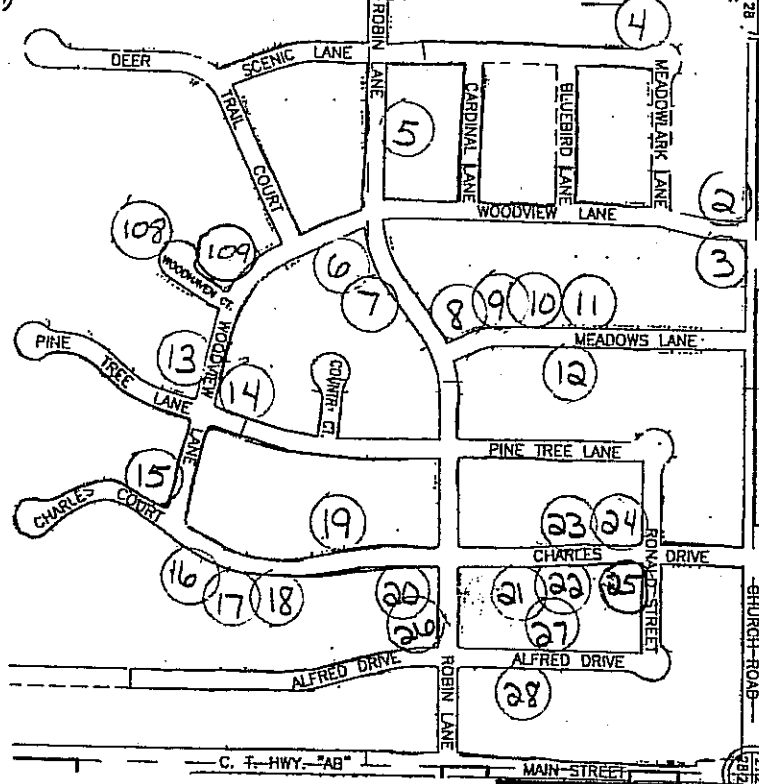 4
28
ROBIN LANE
DEER
TRAIL
COURT
SCENIC LANE
5
CARDINAL LANE
BLUEBIRD LANE
MEADOWLARK LANE
2
WOODVIEW LANE
3
108
109
WOODHAVEN CT.
6
7
8
9
10
11
MEADOWS LANE
12
PINE
TREE
LANE
13
WOODVIEW
LANE
14
COUNTRY CT.
PINE TREE LANE
15
CHARLES COURT
19
23
24
CHARLES DRIVE
RONALD STREET
16
17
18
20
21
22
25
26
27
CHURCH ROAD
ALFRED DRIVE
ROBIN LANE
ALFRED DRIVE
28
C. T. HWY. "AB"
MAIN STREET
28